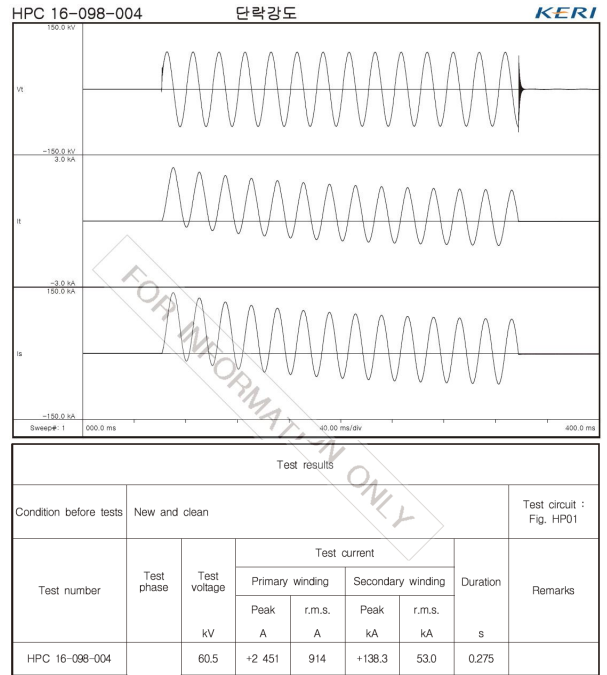 HPC 16-098-004 단락강도 KERI
150.0 kV
Vt
-150.0 kV
3.0 kA
It
-3.0 kA
150.0 kA
Is
-150.0 kA
Sweep#: 1 000.0 ms 40.00 ms/div 400.0 ms
FOR INFORMATION ONLY
Test results
Condition before tests New and clean Test circuit : Fig. HP01
Test number Test phase Test voltage Test current Duration Remarks
Primary winding Secondary winding
Peak r.m.s. Peak r.m.s.
kV A A kA kA s
HPC 16-098-004 60.5 +2 451 914 +138.3 53.0 0.275